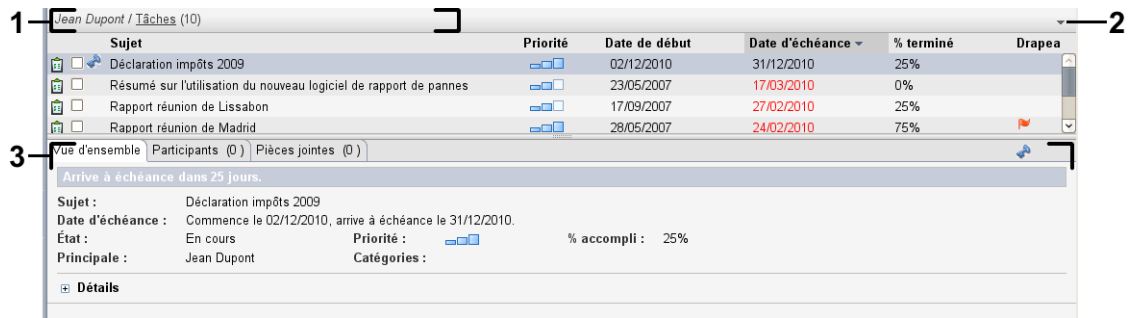 1 Jean Dupont / Tâches (10) 2
Sujet Priorité Date de début Date d'échéance % terminé Drapea
Déclaration impôts 2009 02/12/2010 31/12/2010 25%
Résumé sur l'utilisation du nouveau logiciel de rapport de pannes 23/05/2007 17/03/2010 0%
Rapport réunion de Lissabon 17/09/2007 27/02/2010 25%
Rapport réunion de Madrid 28/05/2007 24/02/2010 75%
3 Vue d'ensemble Participants (0) Pièces jointes (0)
Arrive à échéance dans 25 jours.
Sujet : Déclaration impôts 2009
Date d'échéance : Commence le 02/12/2010, arrive à échéance le 31/12/2010.
État : En cours Priorité : % accompli : 25%
Principale : Jean Dupont Catégories :
Détails